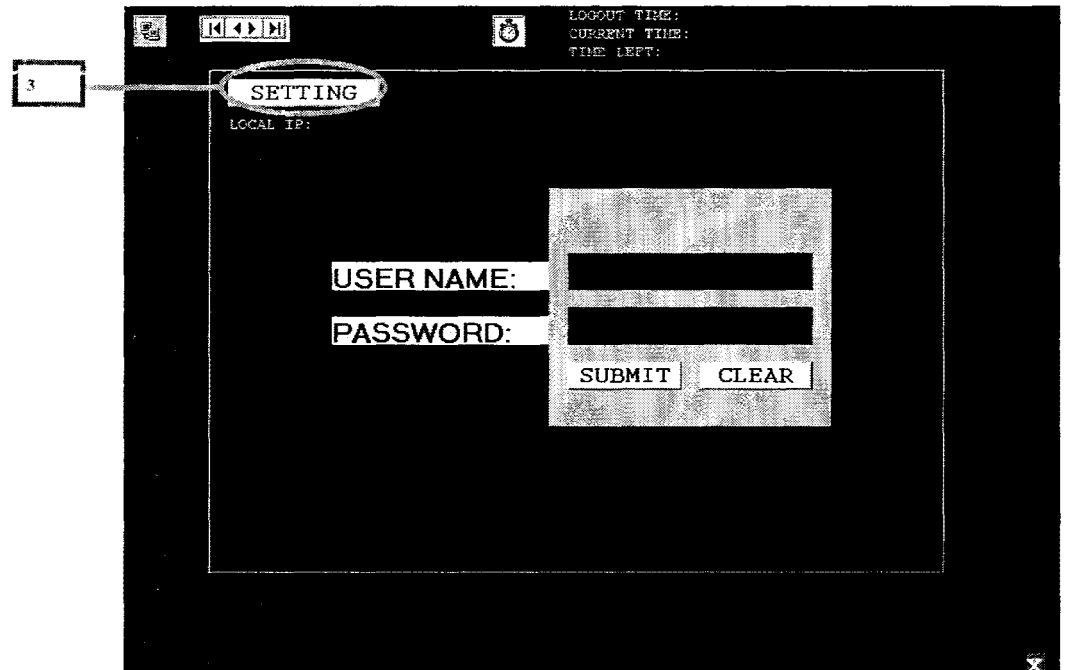 LOGOUT TIME:
CURRENT TIME:
TIME LEFT:
3
SETTING
LOCAL IP:
USER NAME:
PASSWORD:
SUBMIT CLEAR
X